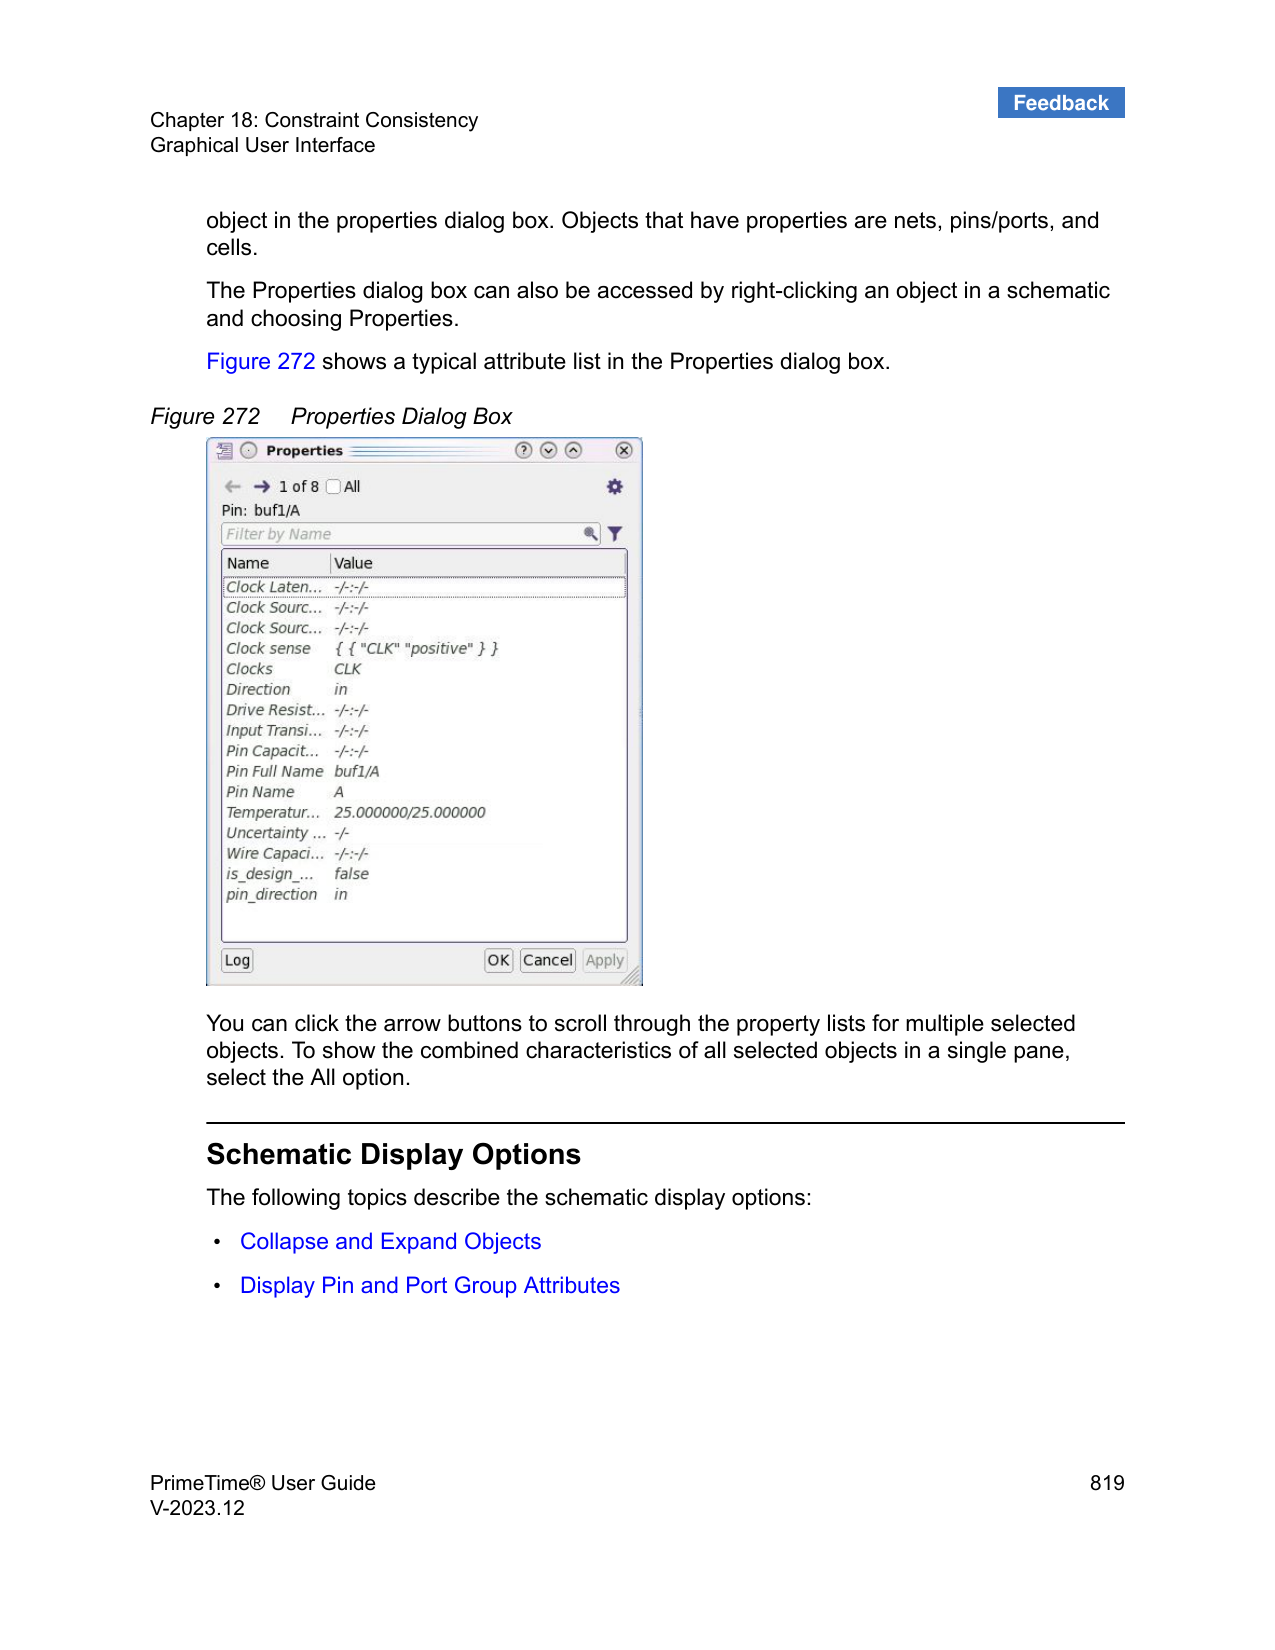 Feedback
Chapter 18: Constraint Consistency
Graphical User Interface
object in the properties dialog box. Objects that have properties are nets, pins/ports, and
cells.
The Properties dialog box can also be accessed by right-clicking an object in a schematic
and choosing Properties.
Figure 272 shows a typical attribute list in the Properties dialog box.
Figure 272 Properties Dialog Box
Properties
1 of 8 All
Pin: buf1/A
Filter by Name
Name Value
Clock Laten... -/-:-/-
Clock Sourc... -/-:-/-
Clock Sourc... -/-:-/-
Clock sense { { "CLK" "positive" } }
Clocks CLK
Direction in
Drive Resist... -/-:-/-
Input Transi... -/-:-/-
Pin Capacit... -/-:-/-
Pin Full Name buf1/A
Pin Name A
Temperatur... 25.000000/25.000000
Uncertainty ... -/-
Wire Capaci... -/-:-/-
is_design_... false
pin_direction in
Log OK Cancel Apply
You can click the arrow buttons to scroll through the property lists for multiple selected
objects. To show the combined characteristics of all selected objects in a single pane,
select the All option.
Schematic Display Options
The following topics describe the schematic display options:
• Collapse and Expand Objects
• Display Pin and Port Group Attributes
PrimeTime® User Guide 819
V-2023.12